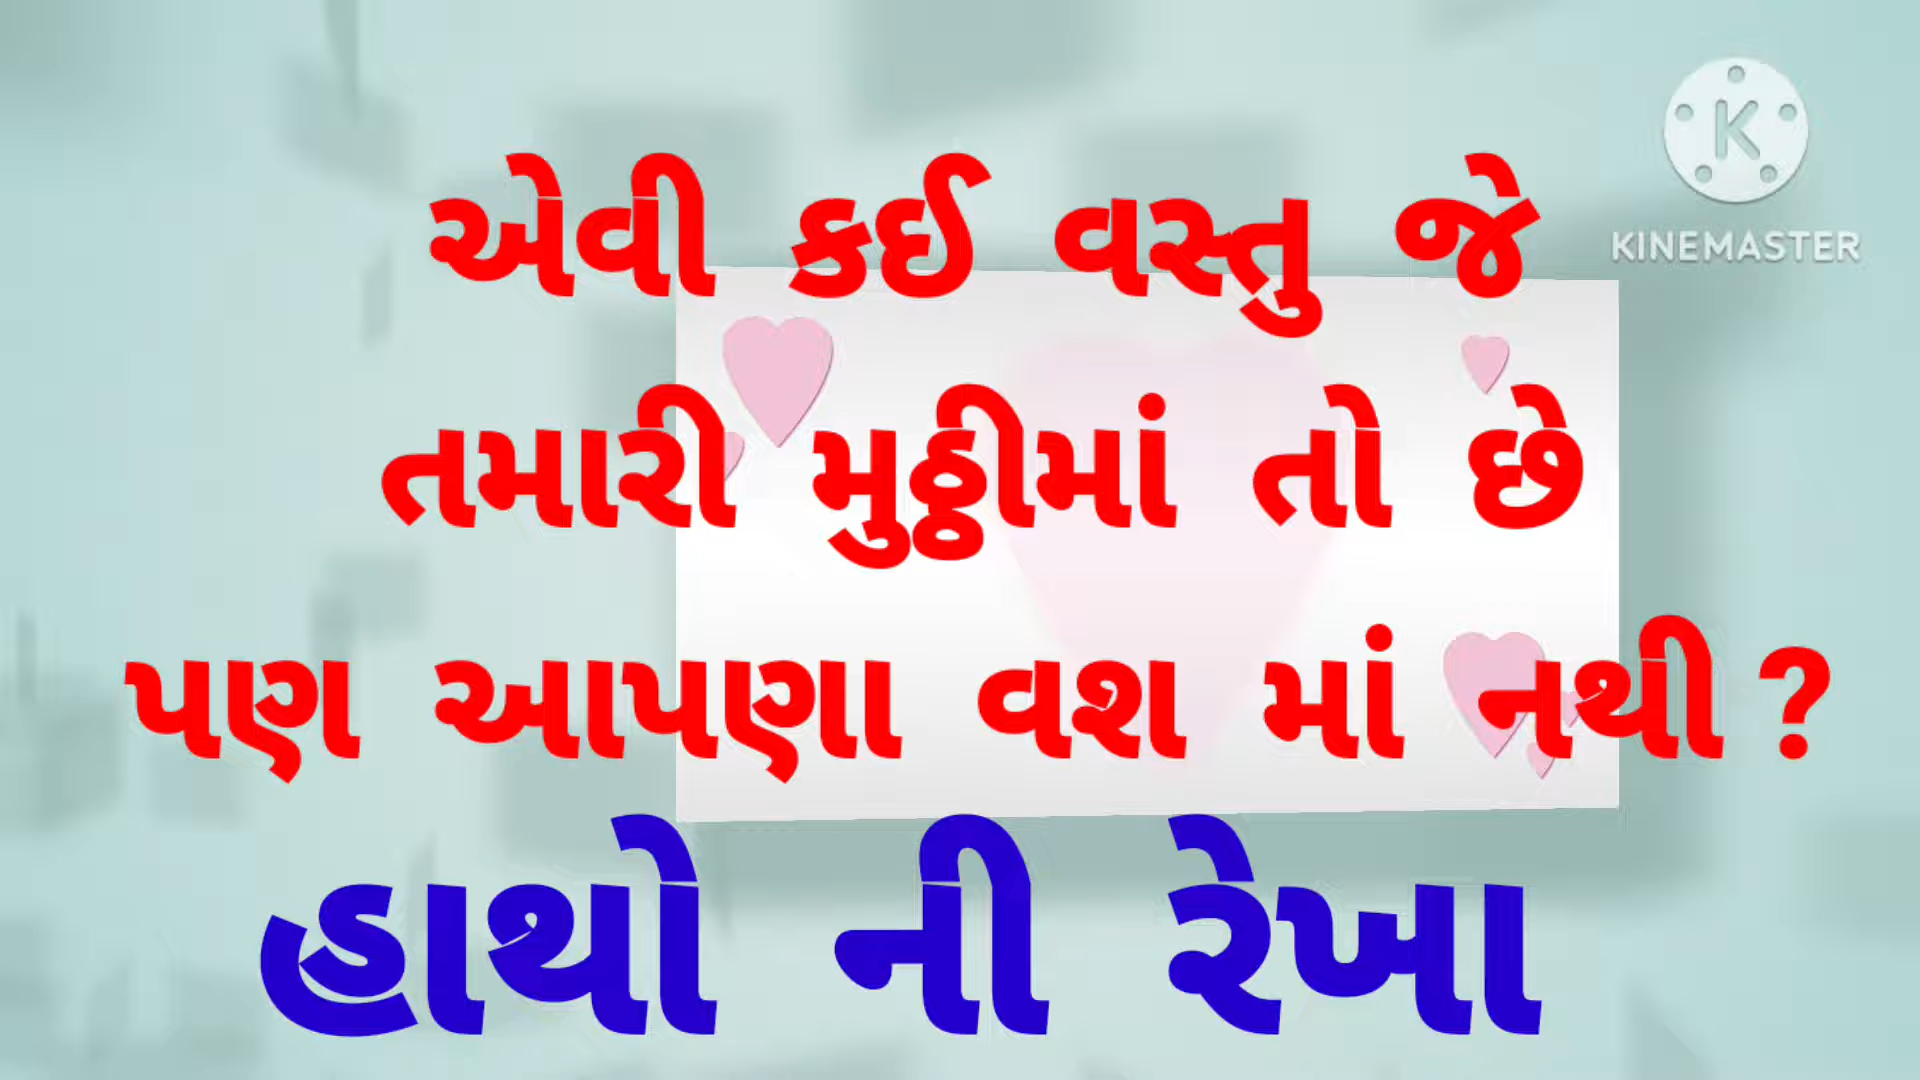 KINEMASTER
એવી કઈ વસ્તુ જે
તમારી મુઠ્ઠીમાં તો છે
પણ આપણા વશ માં નથી ?
હાથો ની રેખા